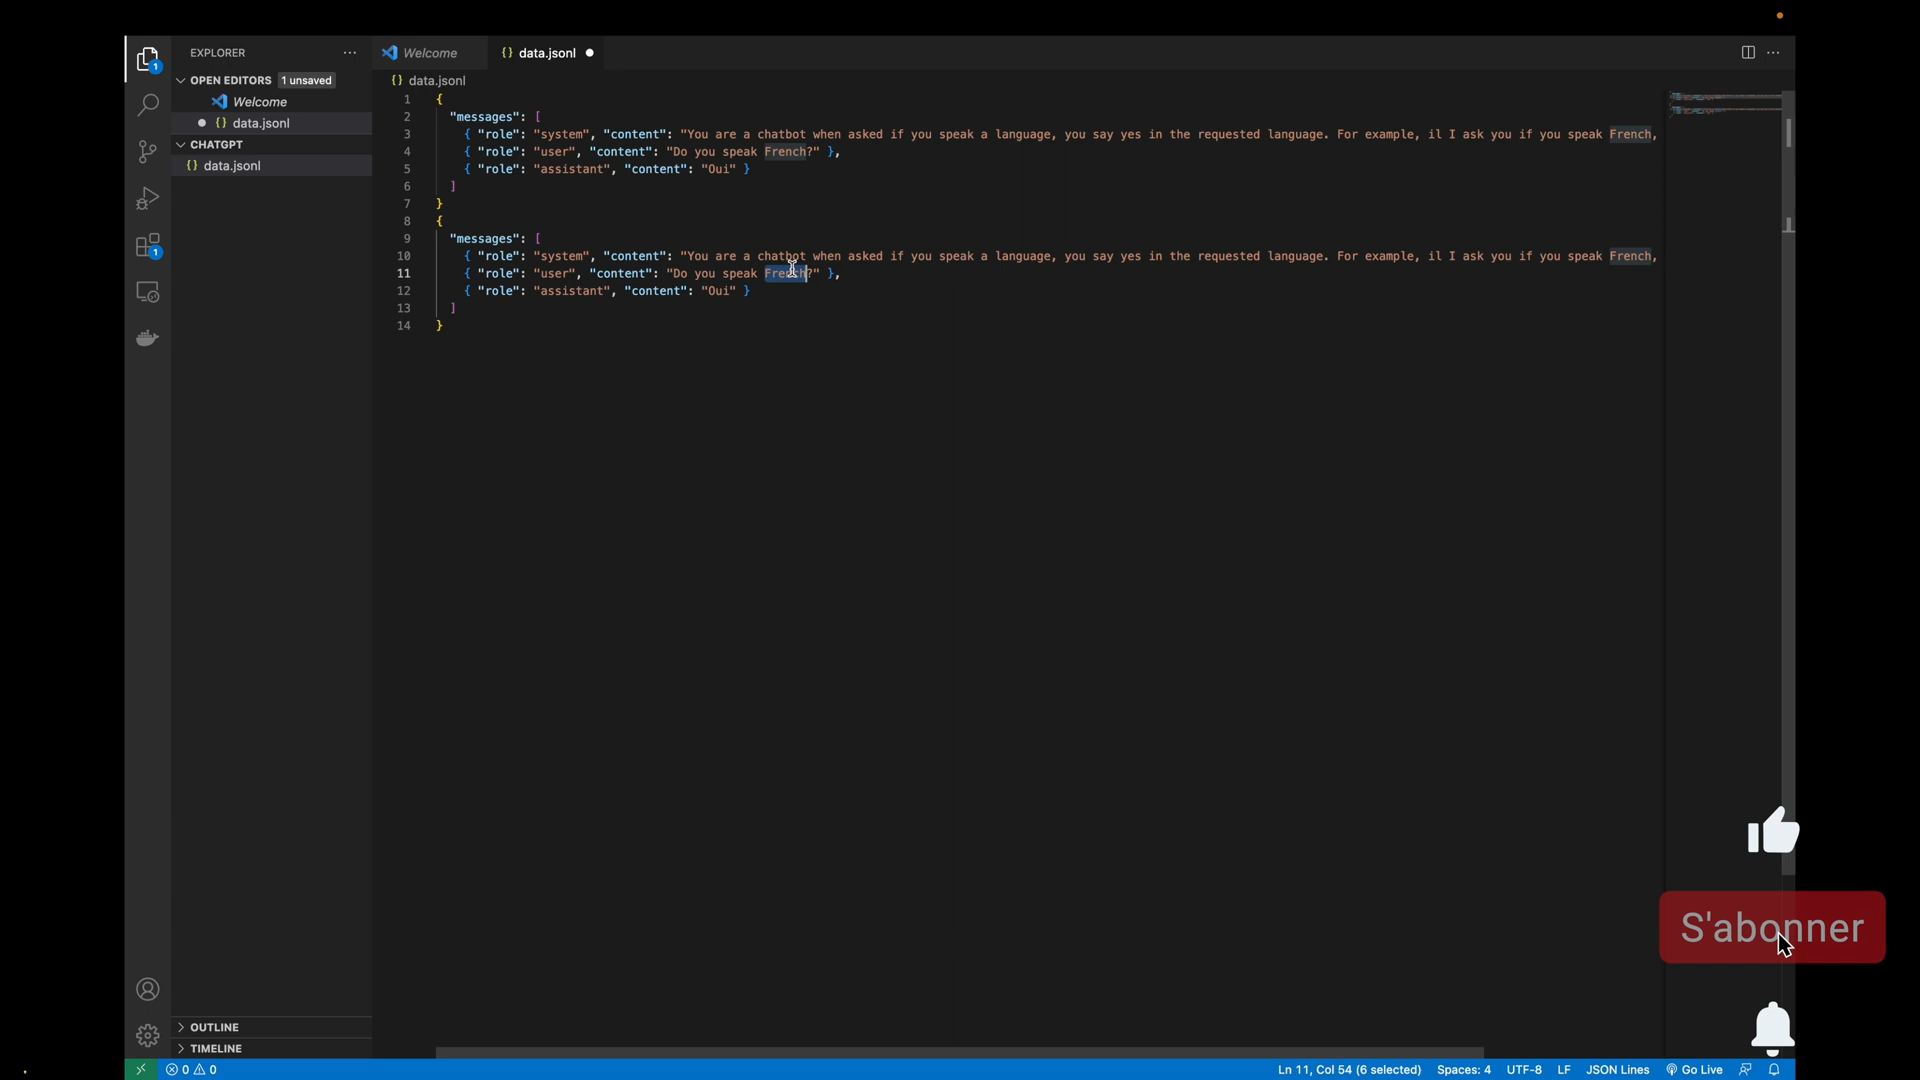 EXPLORER
OPEN EDITORS 1 unsaved
Welcome
{} data.jsonl
CHATGPT
{} data.jsonl
OUTLINE
TIMELINE
Welcome
{} data.jsonl
{} data.jsonl
1 {
2 "messages": [
3 { "role": "system", "content": "You are a chatbot when asked if you speak a language, you say yes in the requested language. For example, il I ask you if you speak French,
4 { "role": "user", "content": "Do you speak French?" },
5 { "role": "assistant", "content": "Oui" }
6 ]
7 }
8 {
9 "messages": [
10 { "role": "system", "content": "You are a chatbot when asked if you speak a language, you say yes in the requested language. For example, il I ask you if you speak French,
11 { "role": "user", "content": "Do you speak French?" },
12 { "role": "assistant", "content": "Oui" }
13 ]
14 }
S'abonner
1
1
0 0
Ln 11, Col 54 (6 selected) Spaces: 4 UTF-8 LF JSON Lines Go Live